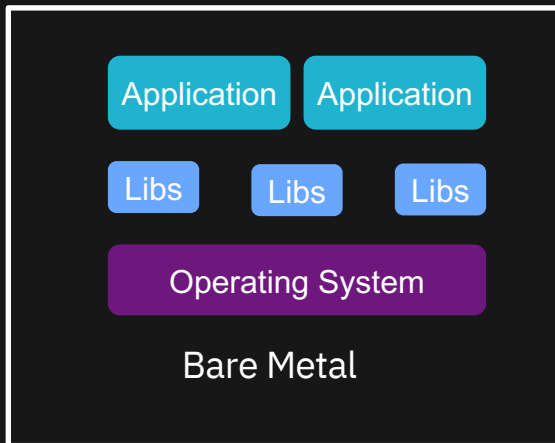 Application Application
Libs Libs Libs
Operating System
Bare Metal